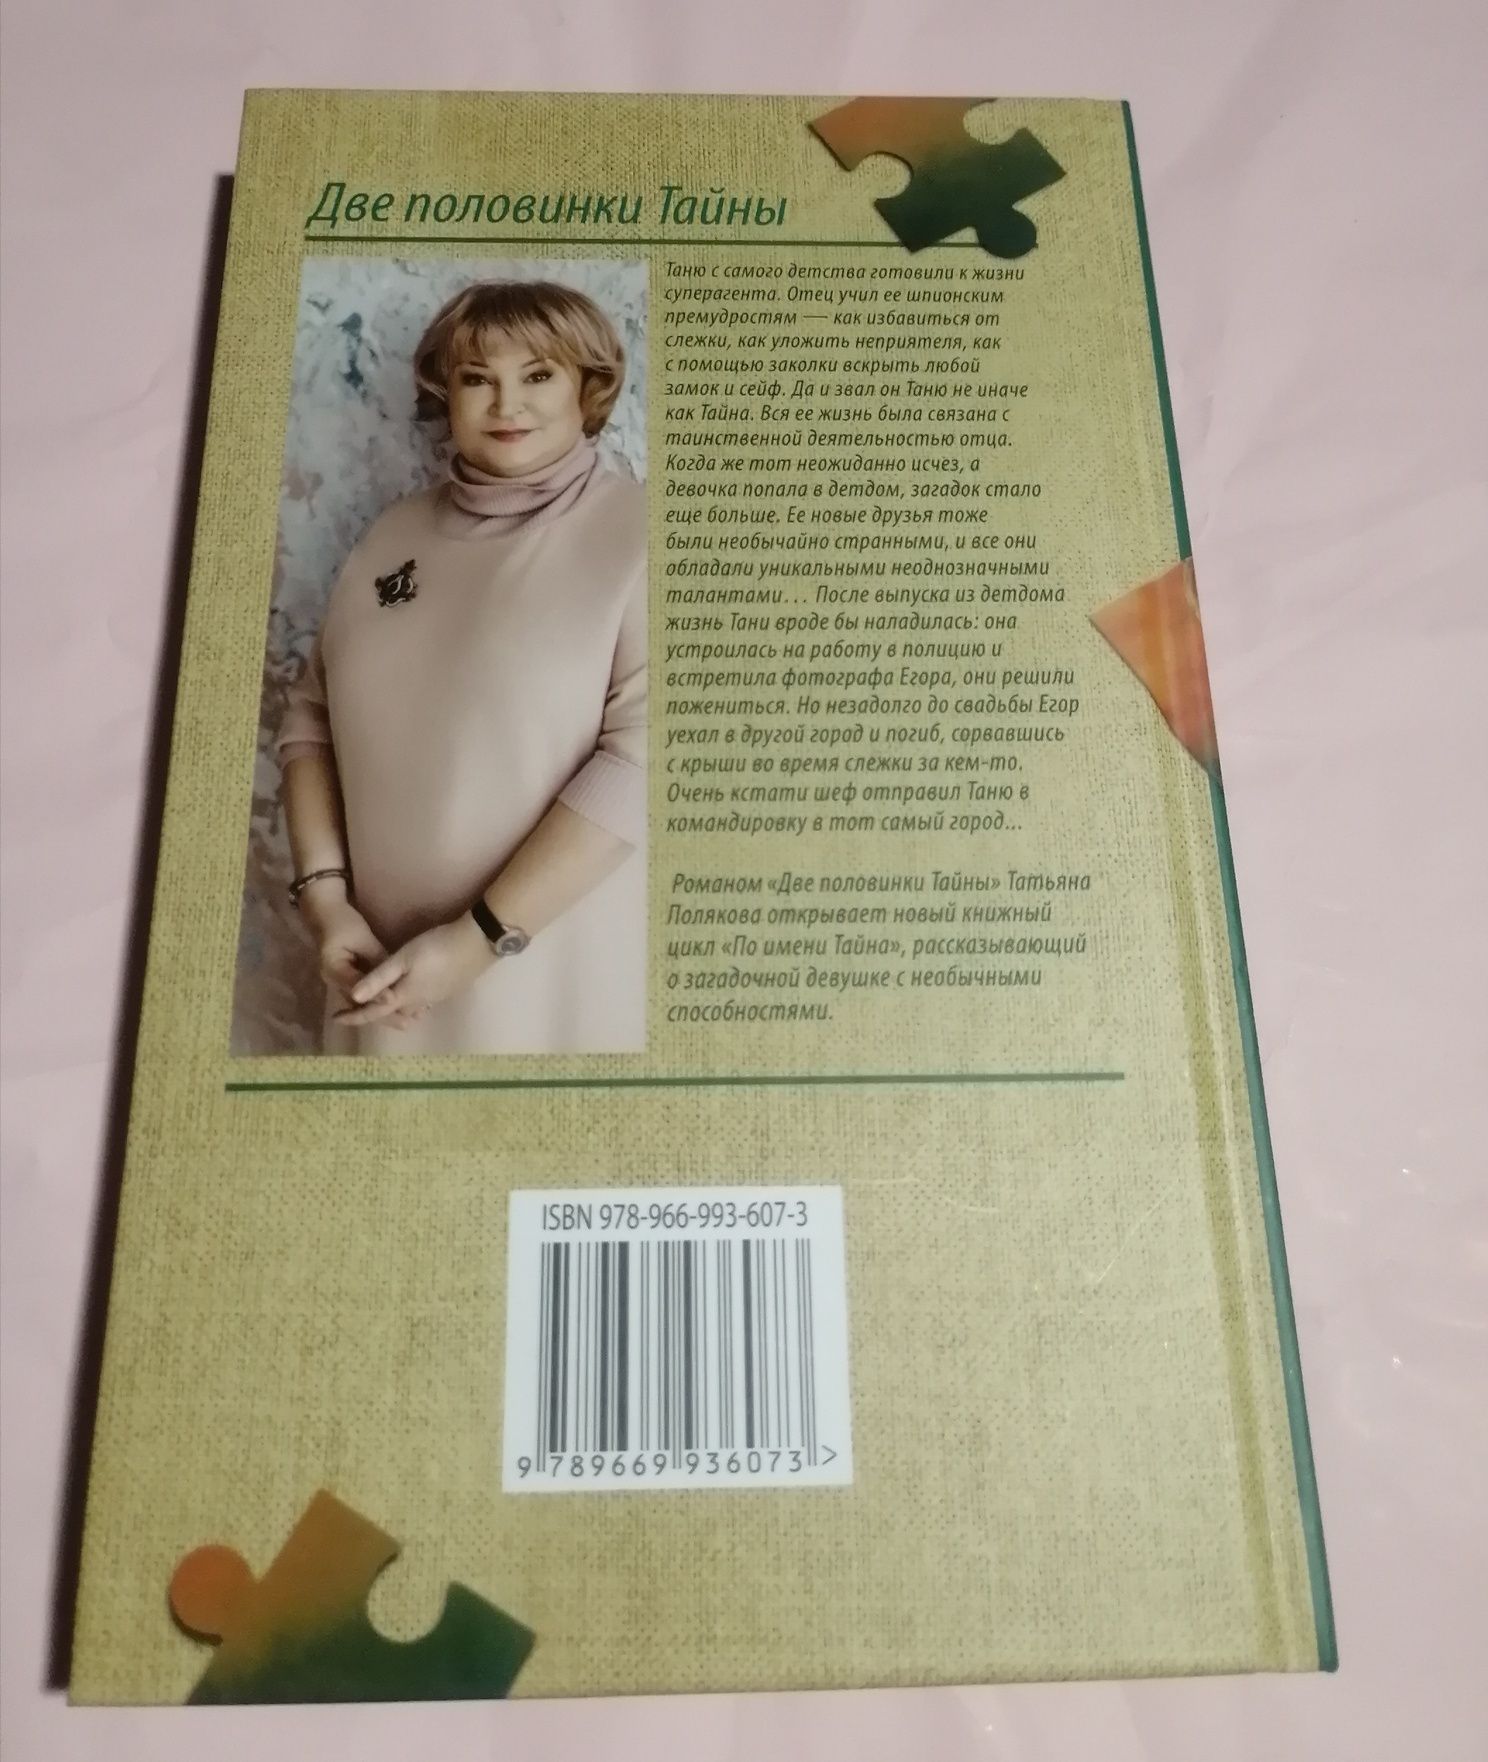 Две половинки Тайны
Таню с самого детства готовили к жизни
суперагента. Отец учил ее шпионским
премудростям — как избавиться от
слежки, как уложить неприятеля, как
с помощью заколки вскрыть любой
замок и сейф. Да и звал он Таню не иначе
как Тайна. Вся ее жизнь была связана с
таинственной деятельностью отца.
Когда же тот неожиданно исчез, а
девочка попала в детдом, загадок стало
еще больше. Ее новые друзья тоже
были необычайно странными, и все они
обладали уникальными неоднозначными
талантами... После выпуска из детдома
жизнь Тани вроде бы наладилась: она
устроилась на работу в полицию и
встретила фотографа Егора, они решили
пожениться. Но незадолго до свадьбы Егор
уехал в другой город и погиб, сорвавшись
с крыши во время слежки за кем-то.
Очень кстати шеф отправил Таню в
командировку в тот самый город...
Романом «Две половинки Тайны» Татьяна
Полякова открывает новый книжный
цикл «По имени Тайна», рассказывающий
о загадочной девушке с необычными
способностями.
ISBN 978-966-993-607-3
9 789669 936073 >